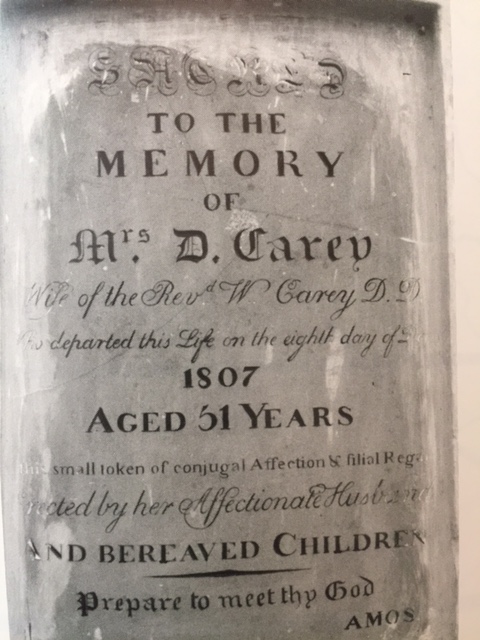 SACRED
TO THE
MEMORY
OF
Mrs. D. Carey
Wife of the Revd W Carey D. D
departed this Life on the eighth day of
1807
AGED 51 YEARS
this small token of conjugal Affection & filial
by her Affectionate
AND BEREAVED CHILDREN
Prepare to meet thy God
AMOS